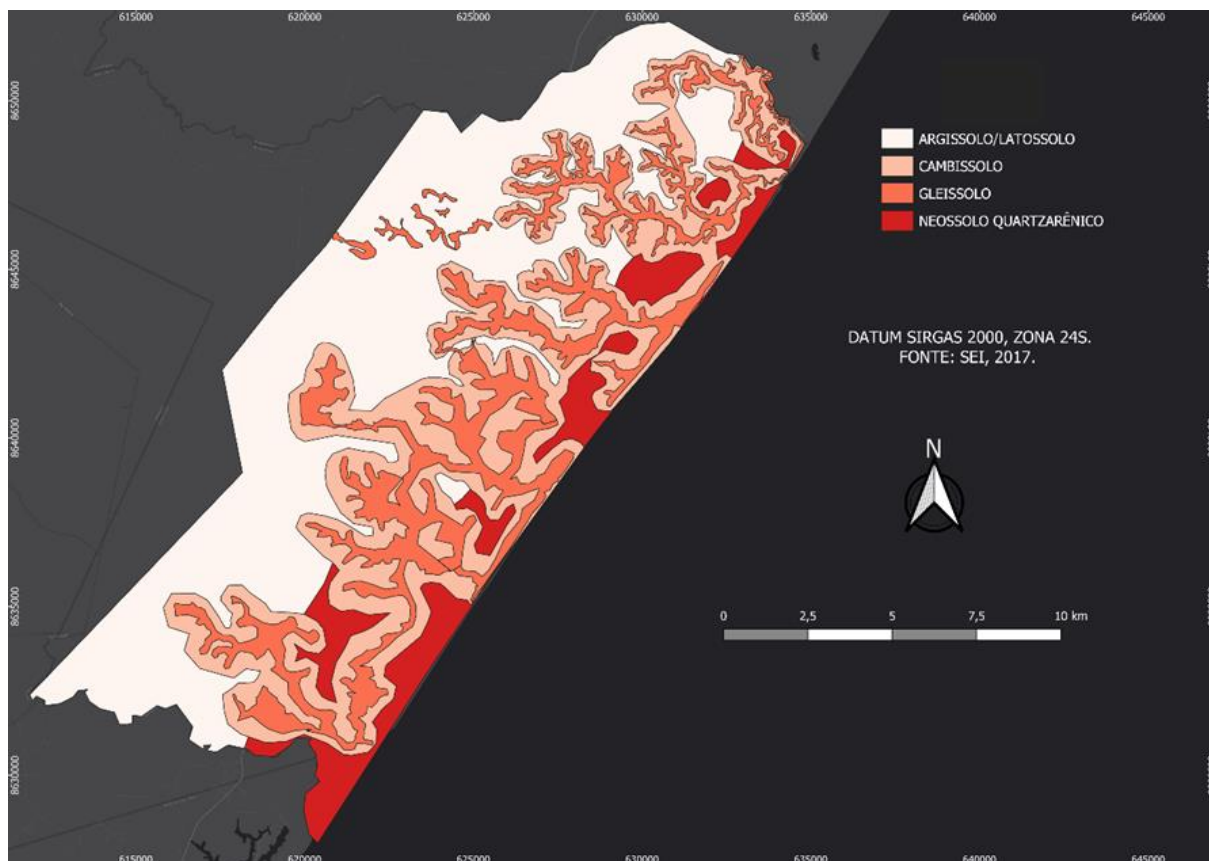 615000 620000 625000 630000 635000 640000 645000
8650000
8645000
8640000
8635000
8630000
ARGISSOLO/LATOSSOLO
CAMBISSOLO
GLEISSOLO
NEOSSOLO QUARTZARÊNICO
DATUM SIRGAS 2000, ZONA 24S.
FONTE: SEI, 2017.
N
0 2,5 5 7,5 10 km
615000 620000 625000 630000 635000 640000 645000